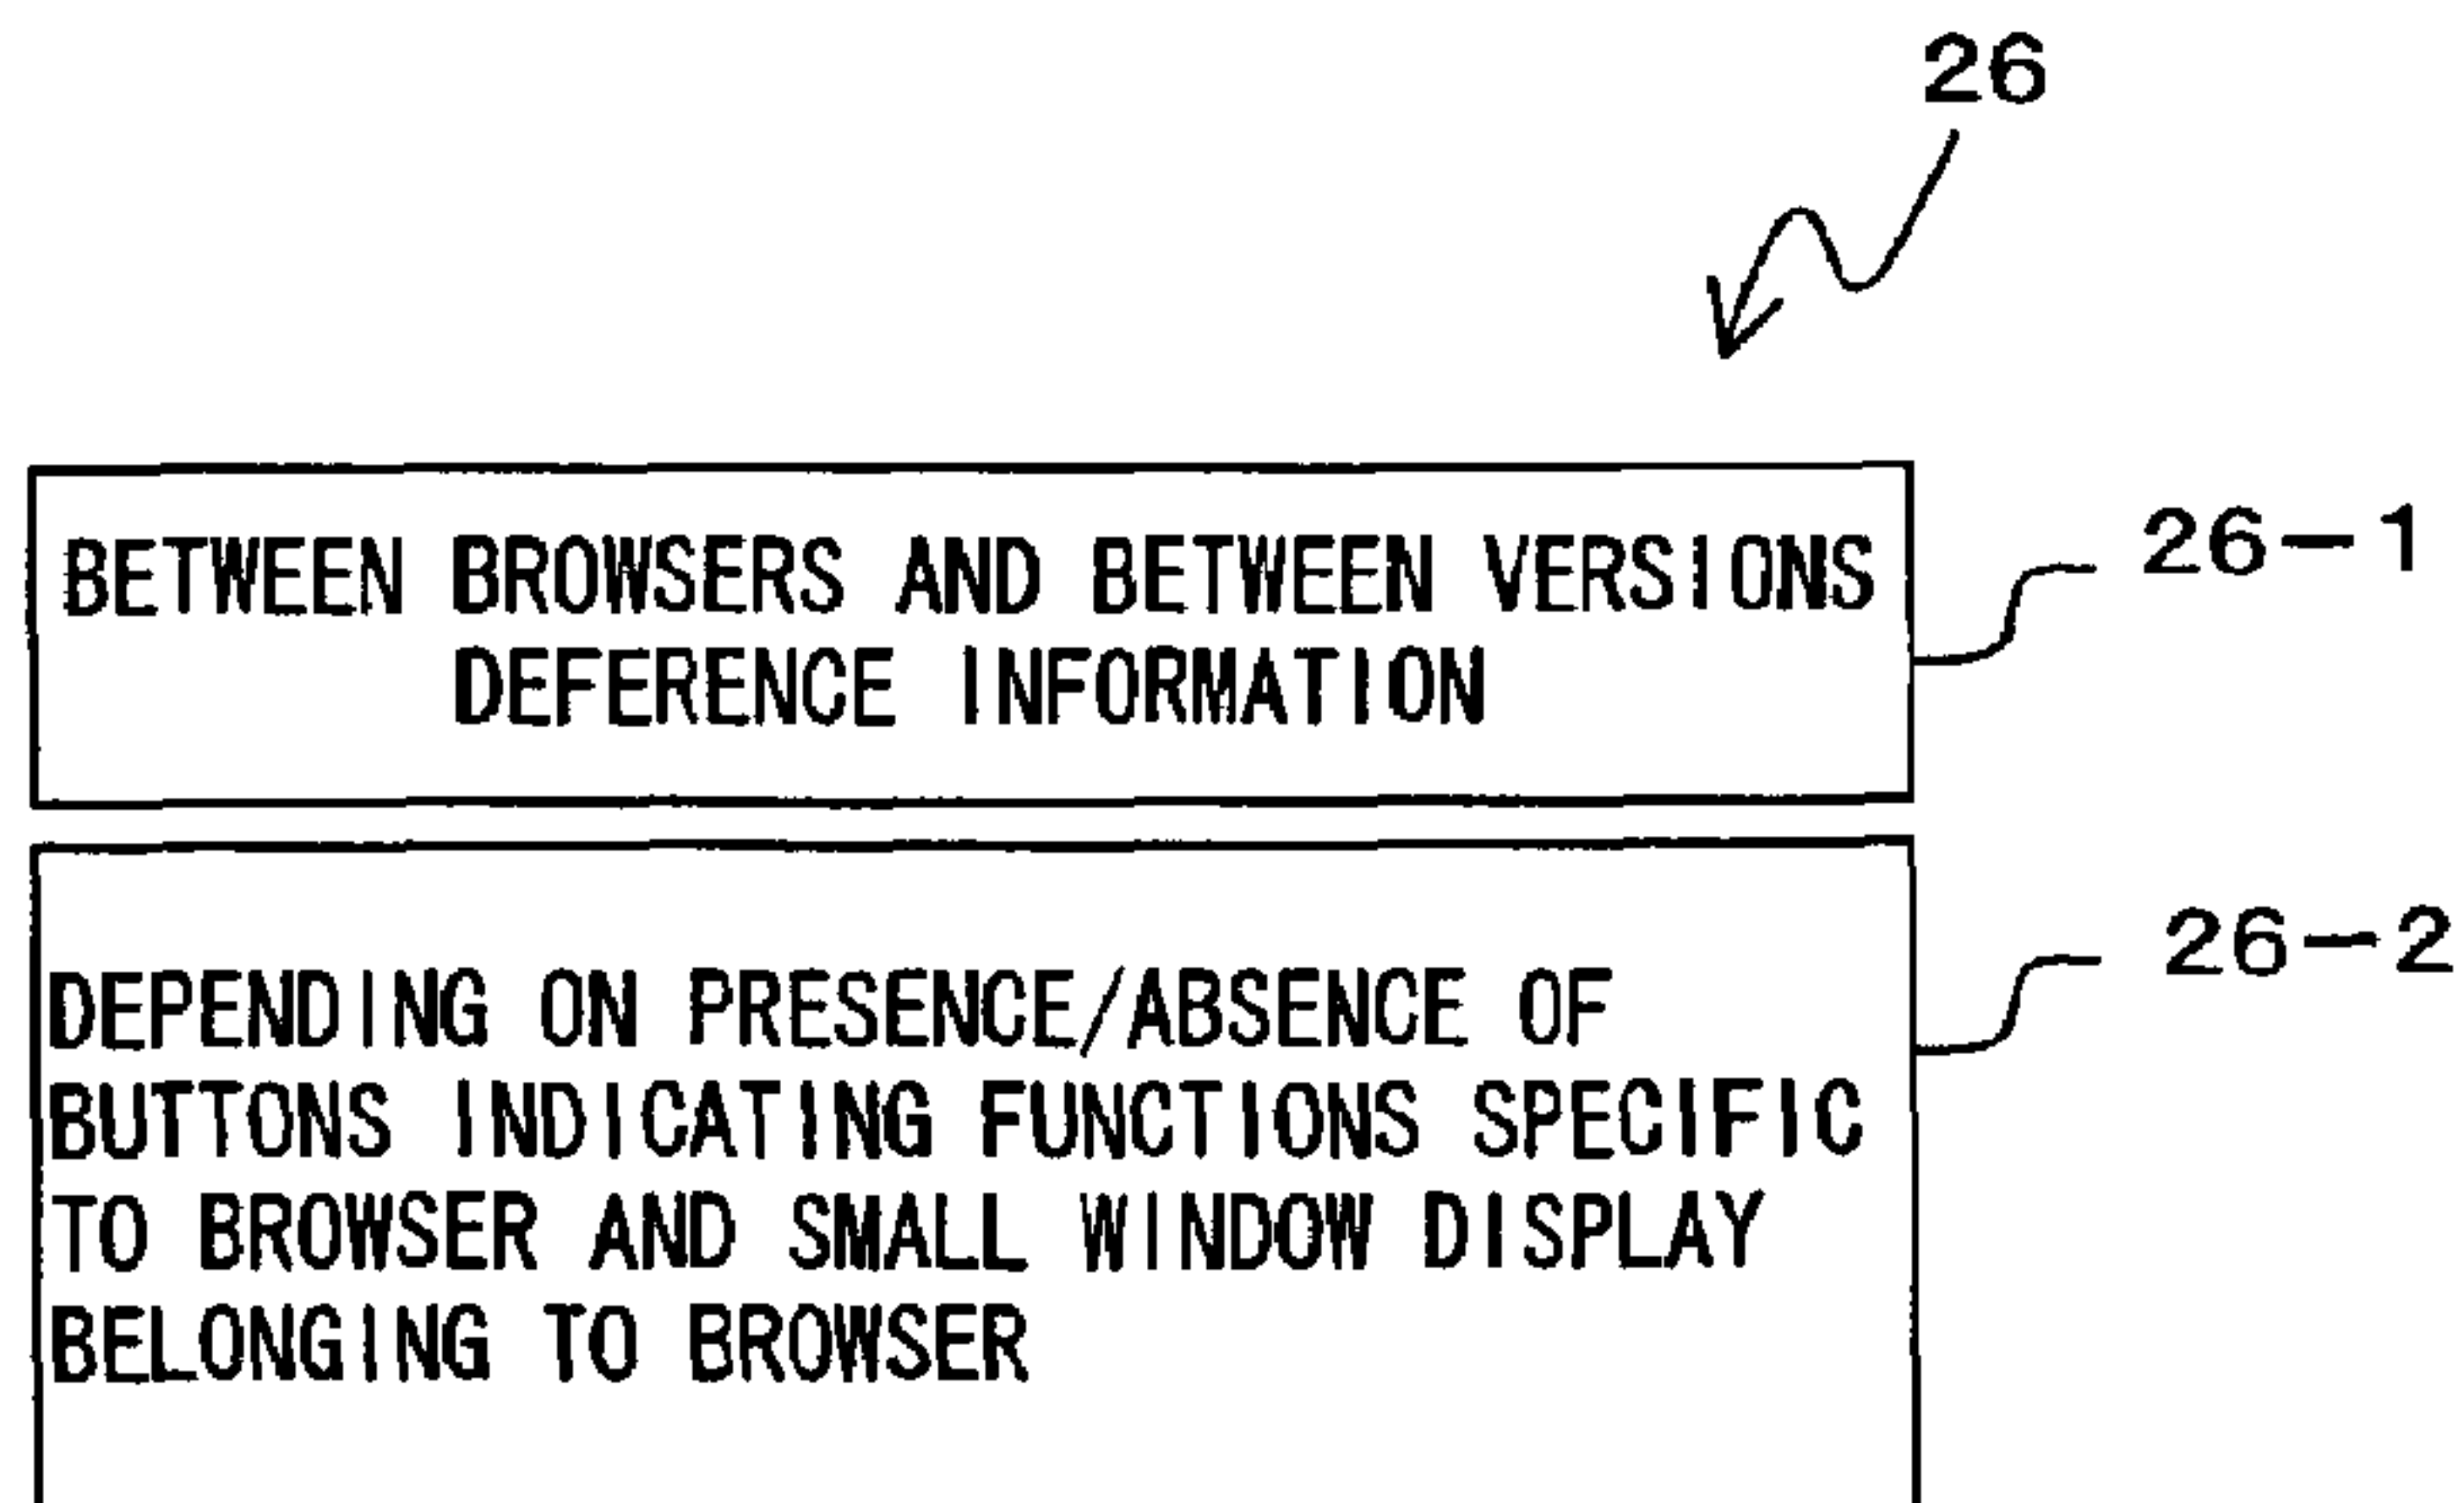 26
BETWEEN BROWSERS AND BETWEEN VERSIONS
DEFERENCE INFORMATION
26-1
DEPENDING ON PRESENCE/ABSENCE OF
BUTTONS INDICATING FUNCTIONS SPECIFIC
TO BROWSER AND SMALL WINDOW DISPLAY
BELONGING TO BROWSER
26-2